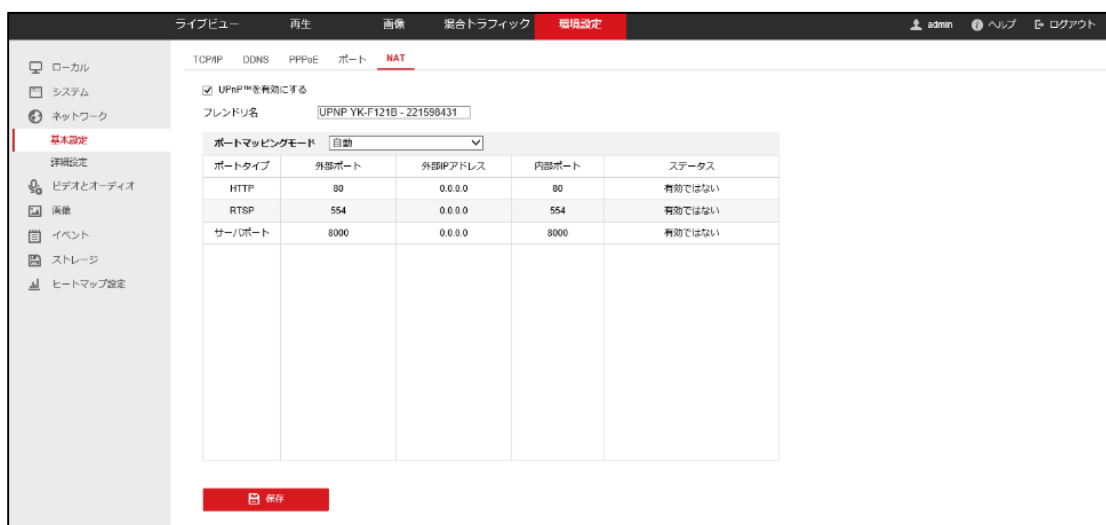 ライブビュー 再生 画像 混合トラフィック 環境設定 admin ヘルプ ログアウト
ローカル
システム
ネットワーク
基本設定
詳細設定
ビデオとオーディオ
画像
イベント
ストレージ
ヒートマップ設定
TCP/IP DDNS PPPoE ポート NAT
UPnP™を有効にする
フレンドリ名 UPNP YK-F121B - 221598431
ポートマッピングモード 自動
ポートタイプ 外部ポート 外部IPアドレス 内部ポート ステータス
HTTP 80 0.0.0.0 80 有効ではない
RTSP 554 0.0.0.0 554 有効ではない
サーバポート 8000 0.0.0.0 8000 有効ではない
保存